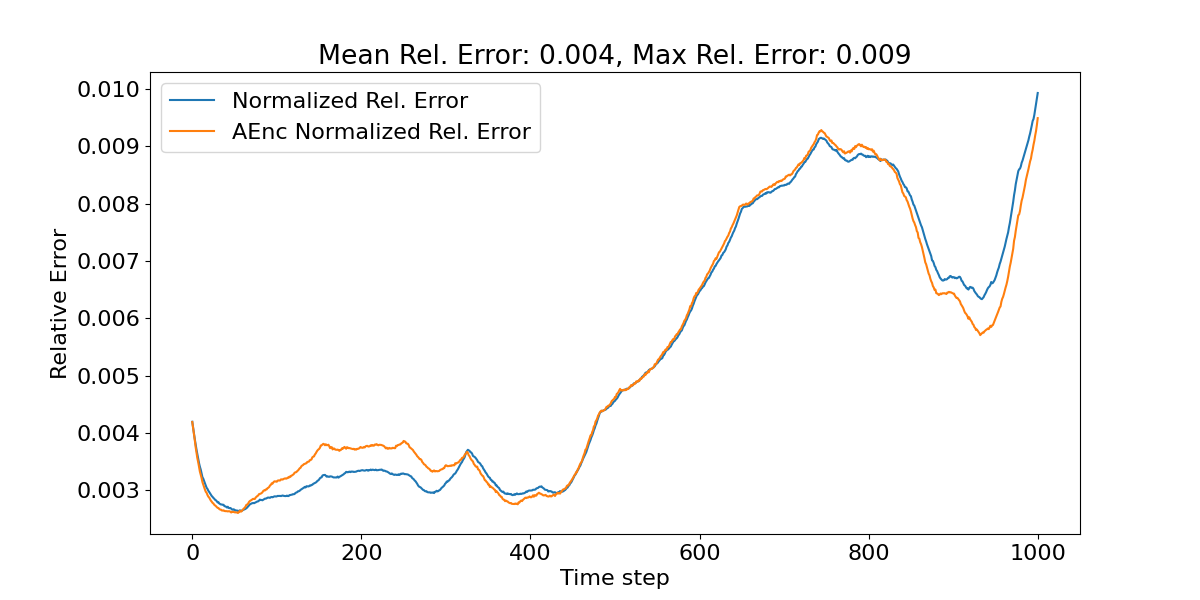 Mean Rel. Error: 0.004, Max Rel. Error: 0.009
Normalized Rel. Error
AEnc Normalized Rel. Error
Relative Error
0.010
0.009
0.008
0.007
0.006
0.005
0.004
0.003
0 200 400 600 800 1000
Time step